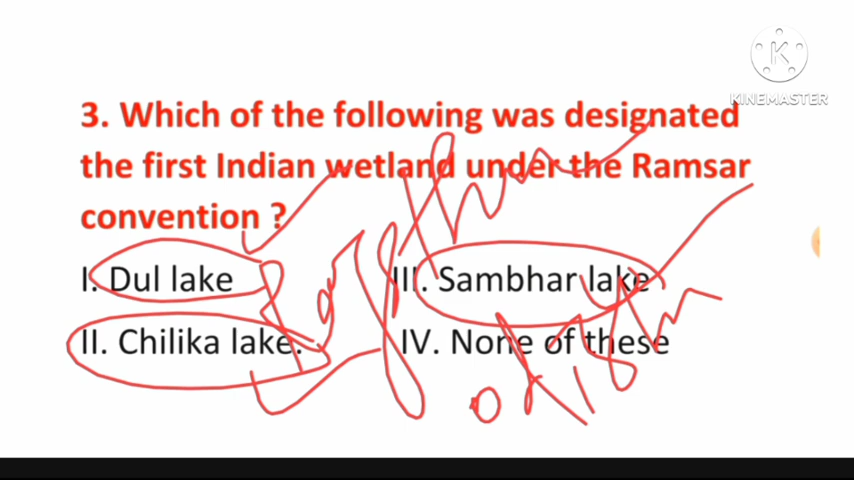 KINEMASTER
3. Which of the following was designated
the first Indian wetland under the Ramsar
convention ?
I. Dul lake III. Sambhar lake
II. Chilika lake. IV. None of these